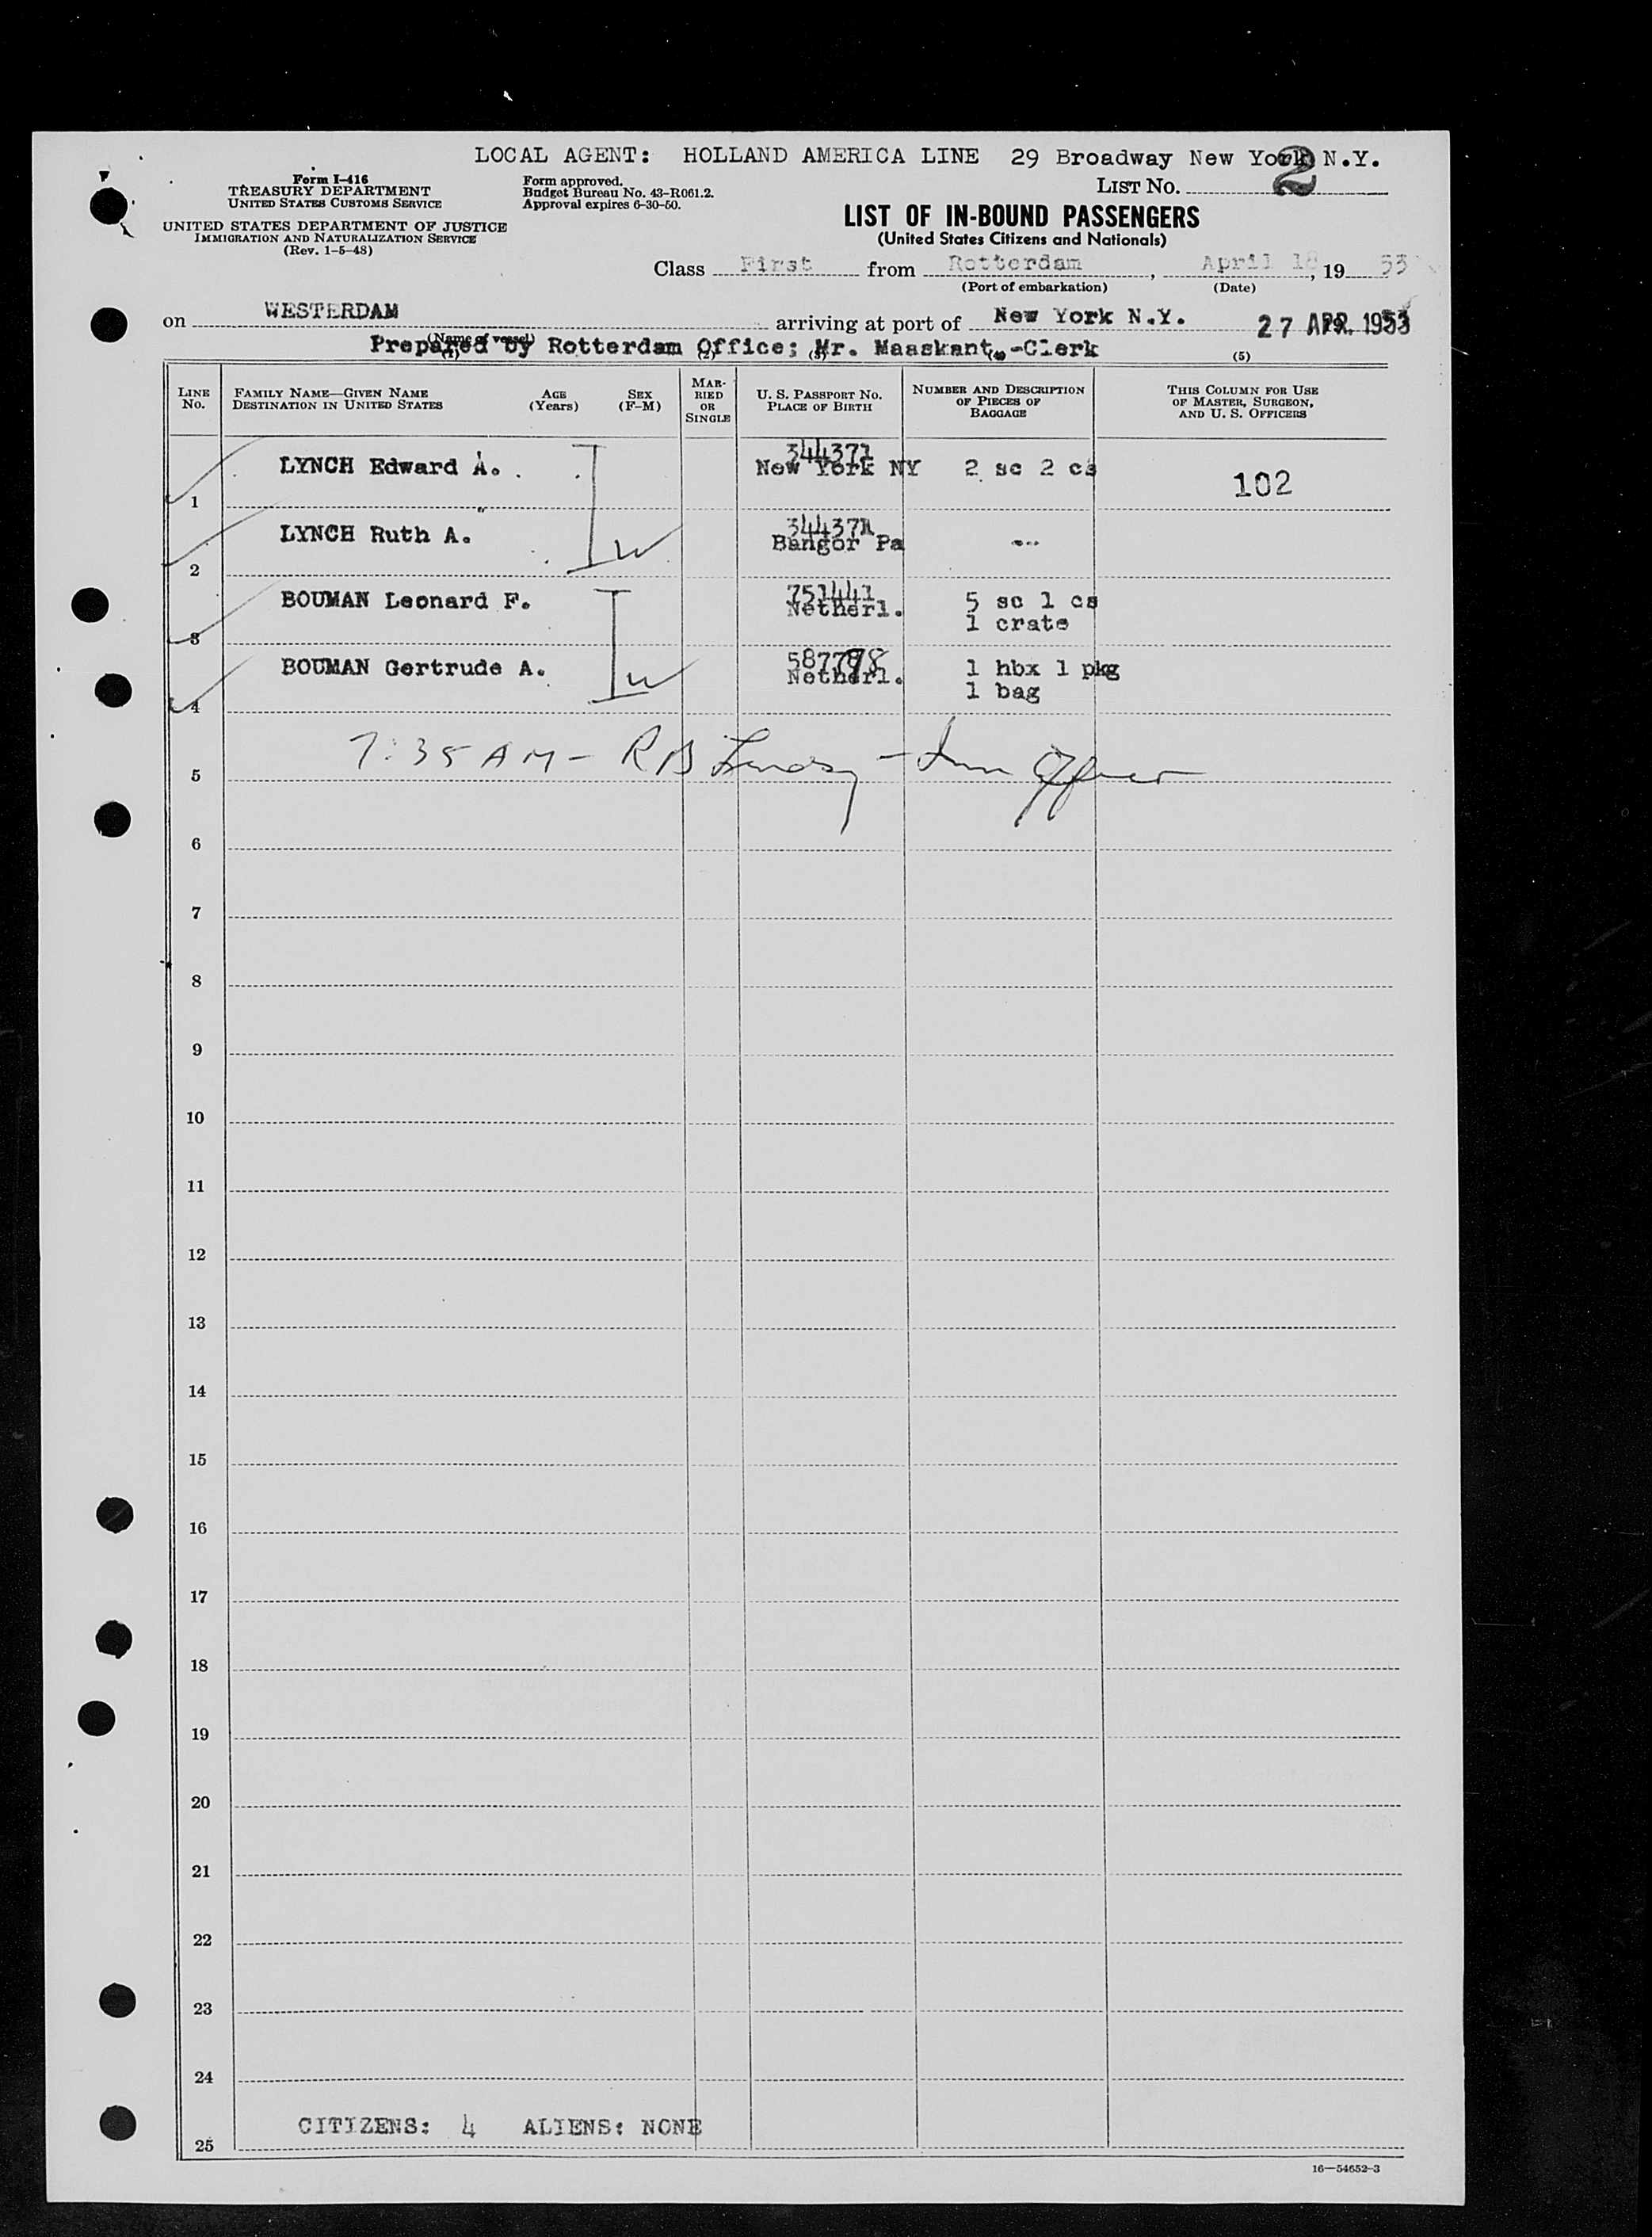 LOCAL AGENT: HOLLAND AMERICA LINE 29 Broadway New York N.Y.
Form I-416
TREASURY DEPARTMENT
UNITED STATES CUSTOMS SERVICE
UNITED STATES DEPARTMENT OF JUSTICE
IMMIGRATION AND NATURALIZATION SERVICE
(Rev. 1-5-48)
Form approved.
Budget Bureau No. 43-R061.2.
Approval expires 6-30-50.
LIST NO. 2
LIST OF IN-BOUND PASSENGERS
(United States Citizens and Nationals)
Class First from Rotterdam, April 18, 19 53
(Port of embarkation) (Date)
on WESTERDAM arriving at port of New York N.Y. 27 APR. 1953
(Name of vessel)
Prepared by Rotterdam Office; Mr. Maaskant -Clerk
(1) (2) (3) (4) (5)
LINE No. FAMILY NAME—GIVEN NAME DESTINATION IN UNITED STATES AGE (Years) SEX (F-M) MARRIED OR SINGLE U. S. PASSPORT NO. PLACE OF BIRTH NUMBER AND DESCRIPTION OF PIECES OF BAGGAGE THIS COLUMN FOR USE OF MASTER, SURGEON, AND U. S. OFFICERS
344371
LYNCH Edward A. New York NY 2 sc 2 cs
1 102
344371
LYNCH Ruth A. Bangor Pa ---
2
751441
BOUMAN Leonard F. Netherl. 5 sc 1 cs
3 1 crate
587798
BOUMAN Gertrude A. Netherl. 1 hbx 1 pkg
4 1 bag
7:35 AM - R B Lindsy - Imm Officer
5
6
7
8
9
10
11
12
13
14
15
16
17
18
19
20
21
22
23
24
CITIZENS: 4 ALIENS: NONE
25
16—54652-3